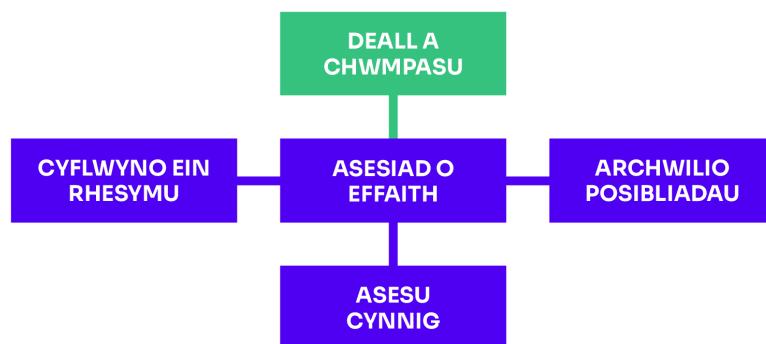 DEALL A
CHWMPASU
CYFLWYNO EIN
RHESYMU
ASESIAD O
EFFAITH
ARCHWILIO
POSIBLIADAU
ASESU
CYNNIG